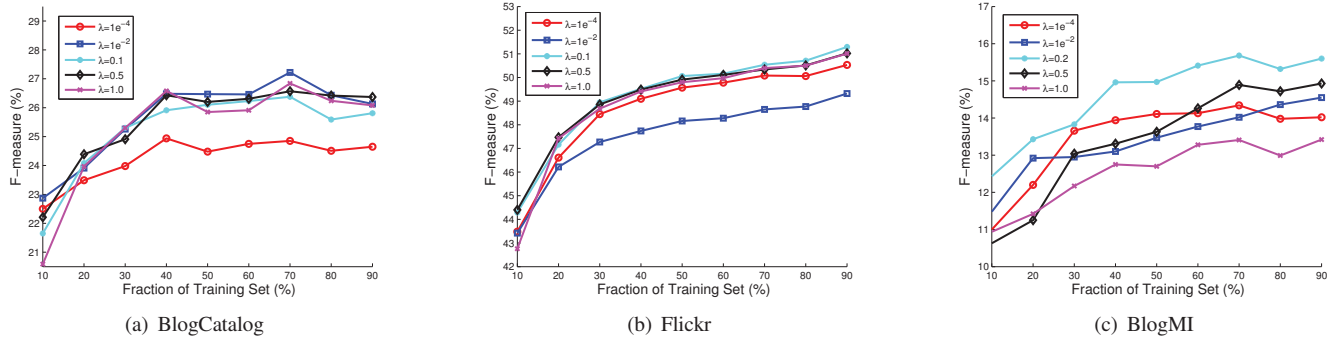 29
28
27
26
25
24
23
22
21
F−measure (%)
λ=1e⁻⁴
λ=1e⁻²
λ=0.1
λ=0.5
λ=1.0
10 20 30 40 50 60 70 80 90
Fraction of Training Set (%)
(a) BlogCatalog
53
52
51
50
49
48
47
46
45
44
43
42
F−measure (%)
λ=1e⁻⁴
λ=1e⁻²
λ=0.1
λ=0.5
λ=1.0
10 20 30 40 50 60 70 80 90
Fraction of Training Set (%)
(b) Flickr
17
16
15
14
13
12
11
10
F−measure (%)
λ=1e⁻⁴
λ=1e⁻²
λ=0.2
λ=0.5
λ=1.0
10 20 30 40 50 60 70 80 90
Fraction of Training Set (%)
(c) BlogMI